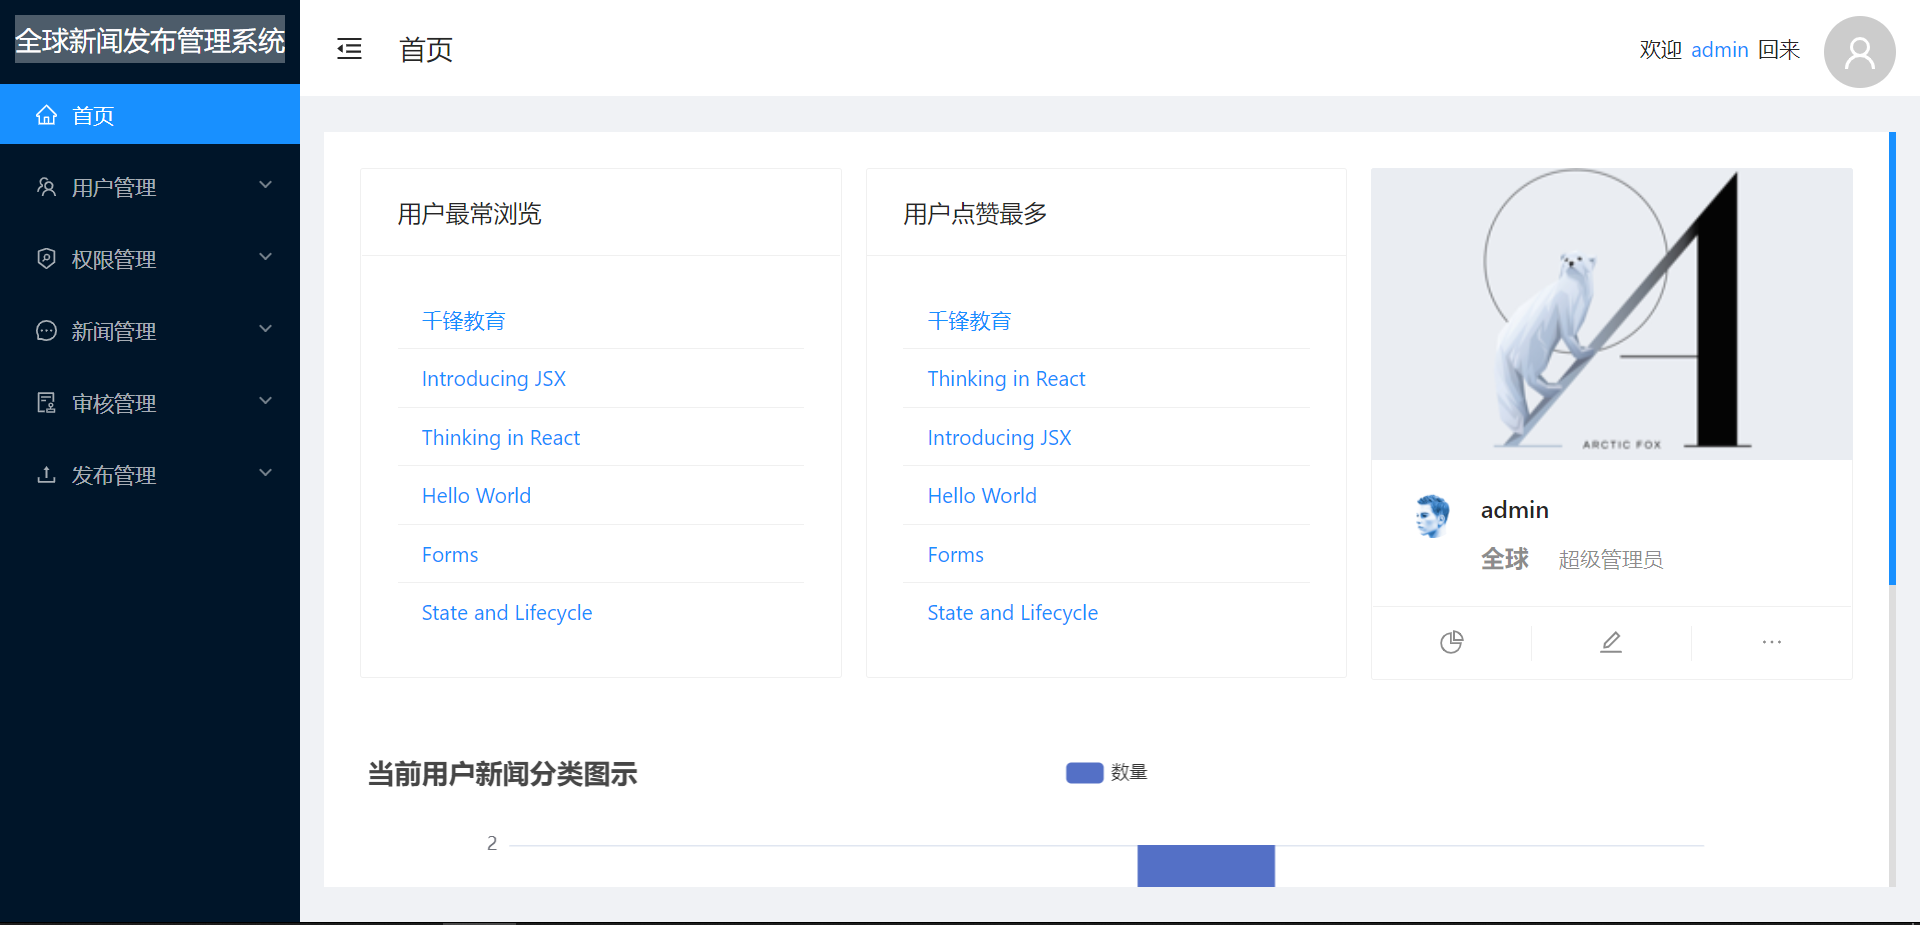 全球新闻发布管理系统
首页
用户管理
权限管理
新闻管理
审核管理
发布管理
首页
欢迎 admin 回来
用户最常浏览
千锋教育
Introducing JSX
Thinking in React
Hello World
Forms
State and Lifecycle
用户点赞最多
千锋教育
Thinking in React
Introducing JSX
Hello World
Forms
State and Lifecycle
A
ARCTIC FOX
admin
全球 超级管理员
当前用户新闻分类图示
数量
2